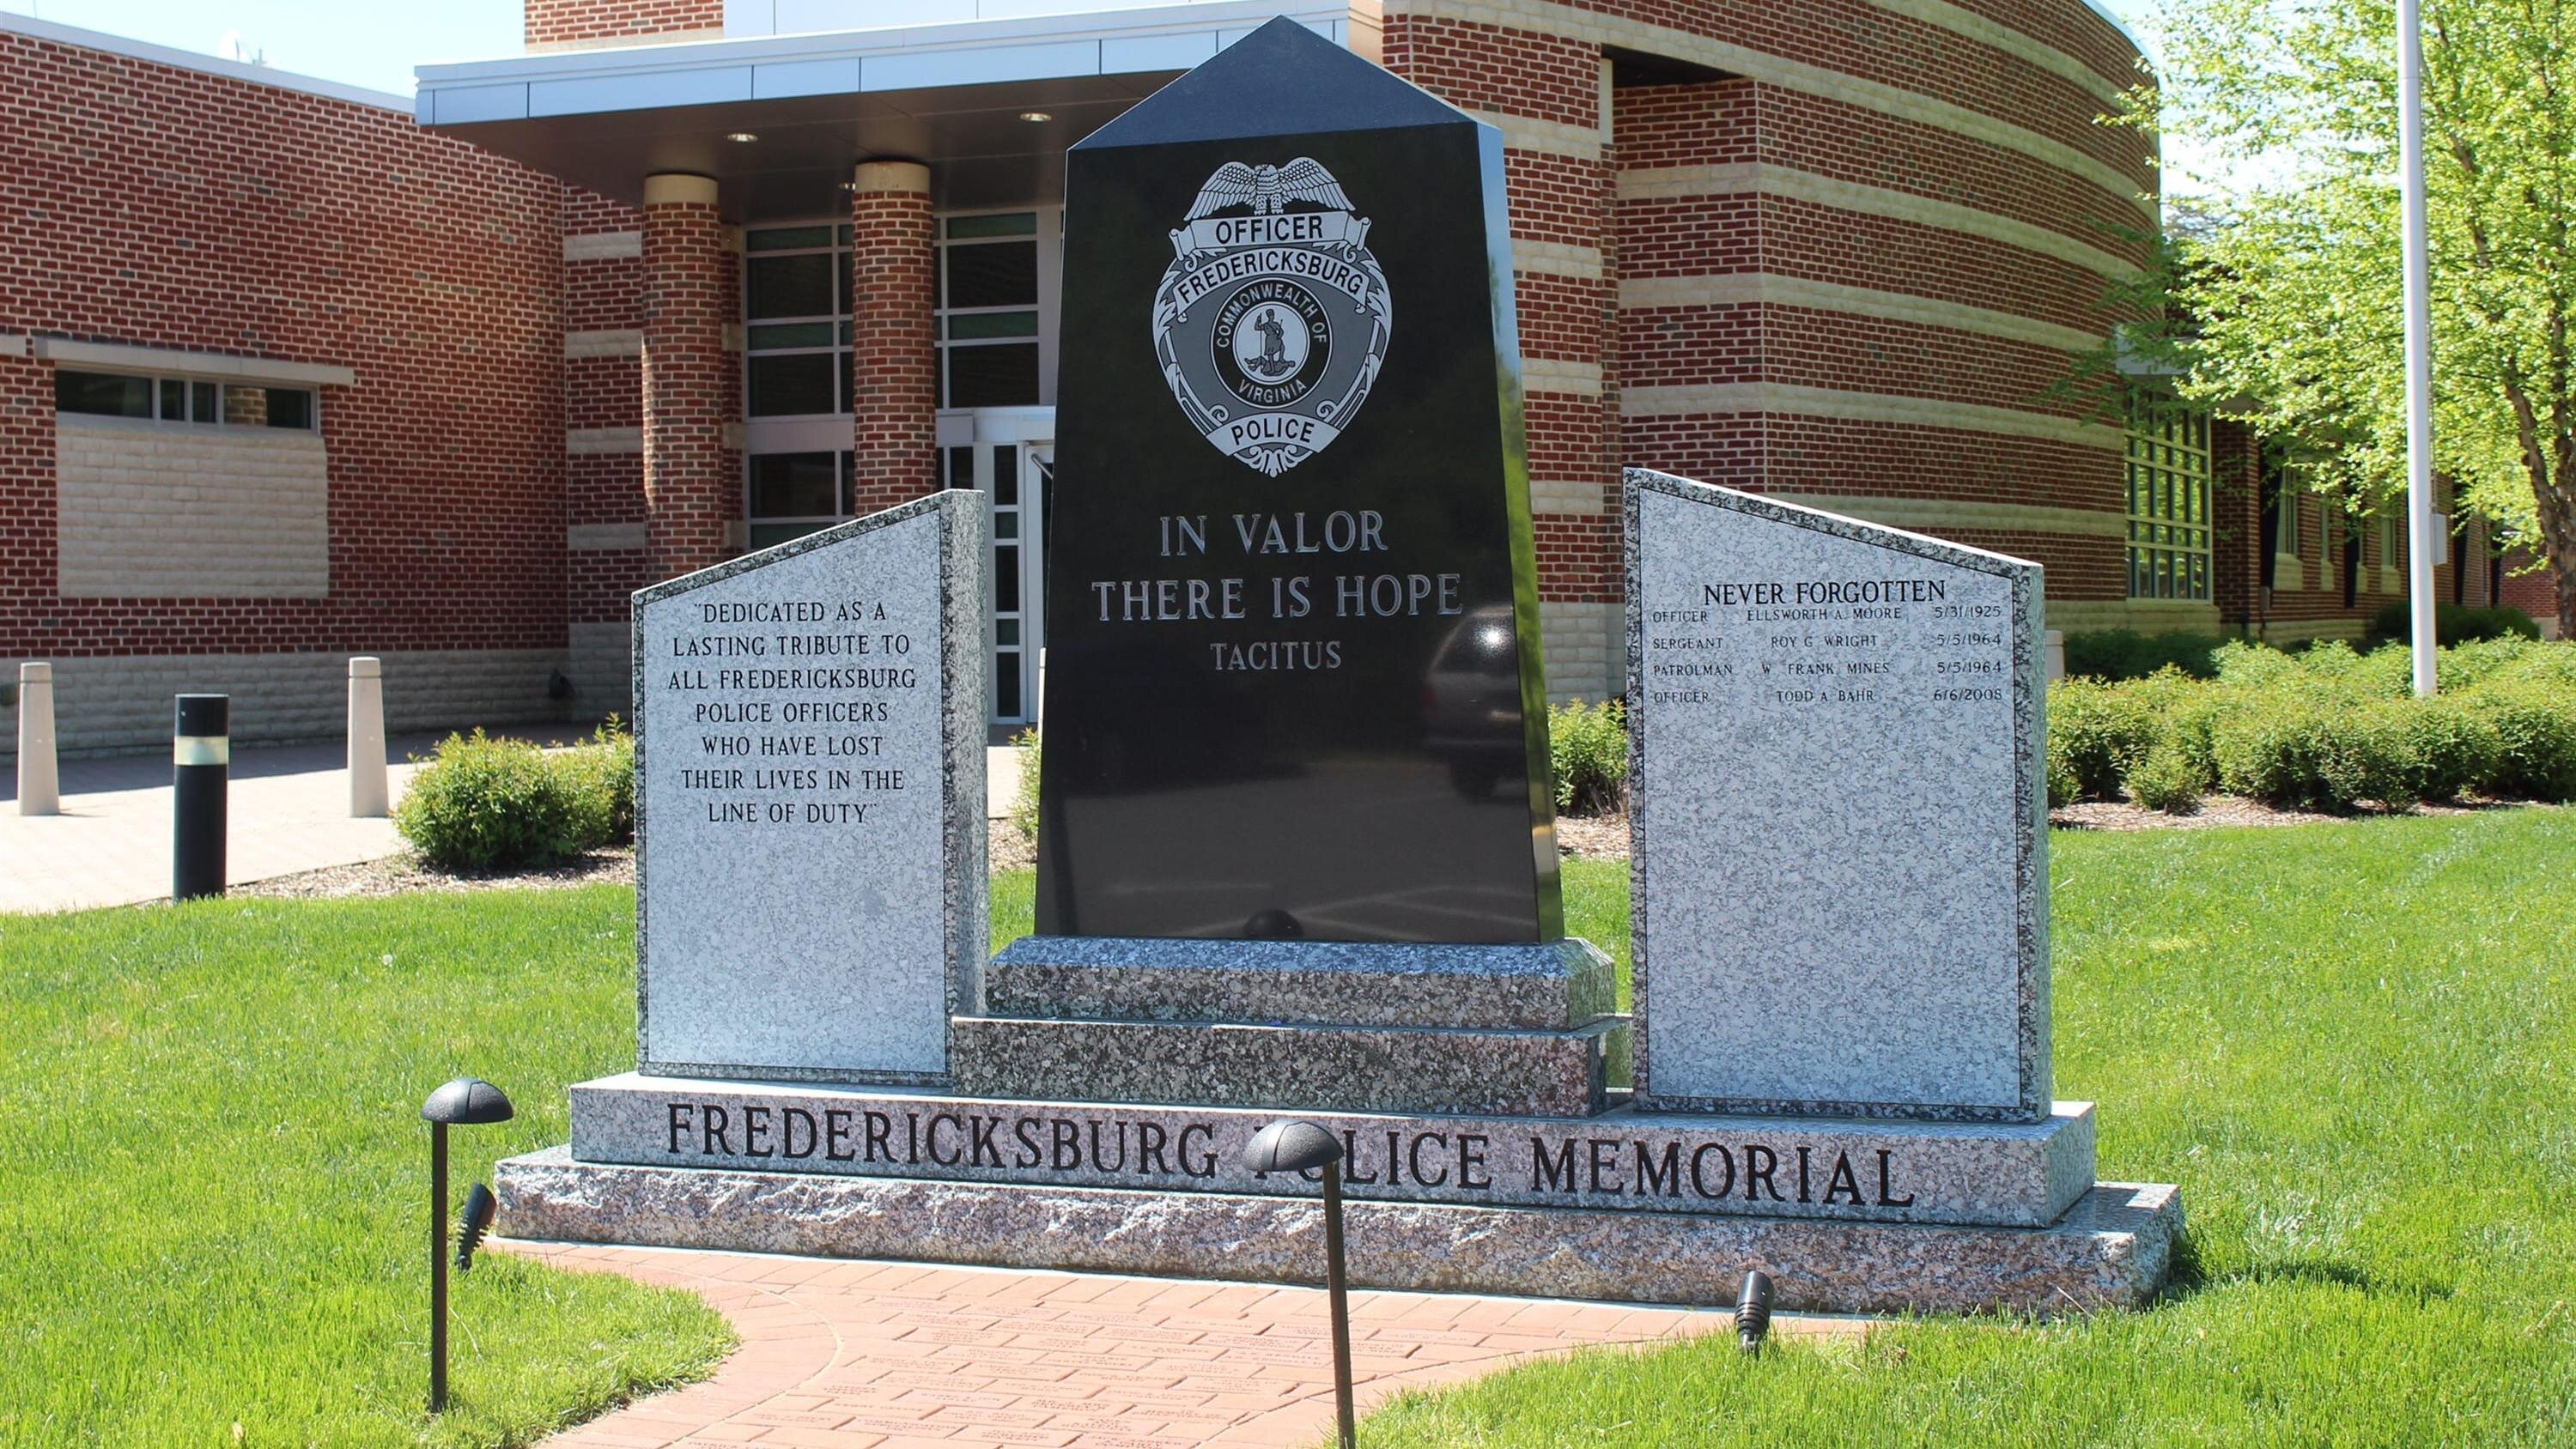 OFFICER
FREDERICKSBURG
COMMONWEALTH OF
VIRGINIA
POLICE
IN VALOR
THERE IS HOPE
TACITUS
"DEDICATED AS A
LASTING TRIBUTE TO
ALL FREDERICKSBURG
POLICE OFFICERS
WHO HAVE LOST
THEIR LIVES IN THE
LINE OF DUTY"
NEVER FORGOTTEN
OFFICER ELLSWORTH A. MOORE 5/31/1925
SERGEANT ROY G WRIGHT 5/5/1964
PATROLMAN W FRANK MINES 5/5/1964
OFFICER TODD A BAHR 6/6/2008
FREDERICKSBURG POLICE MEMORIAL